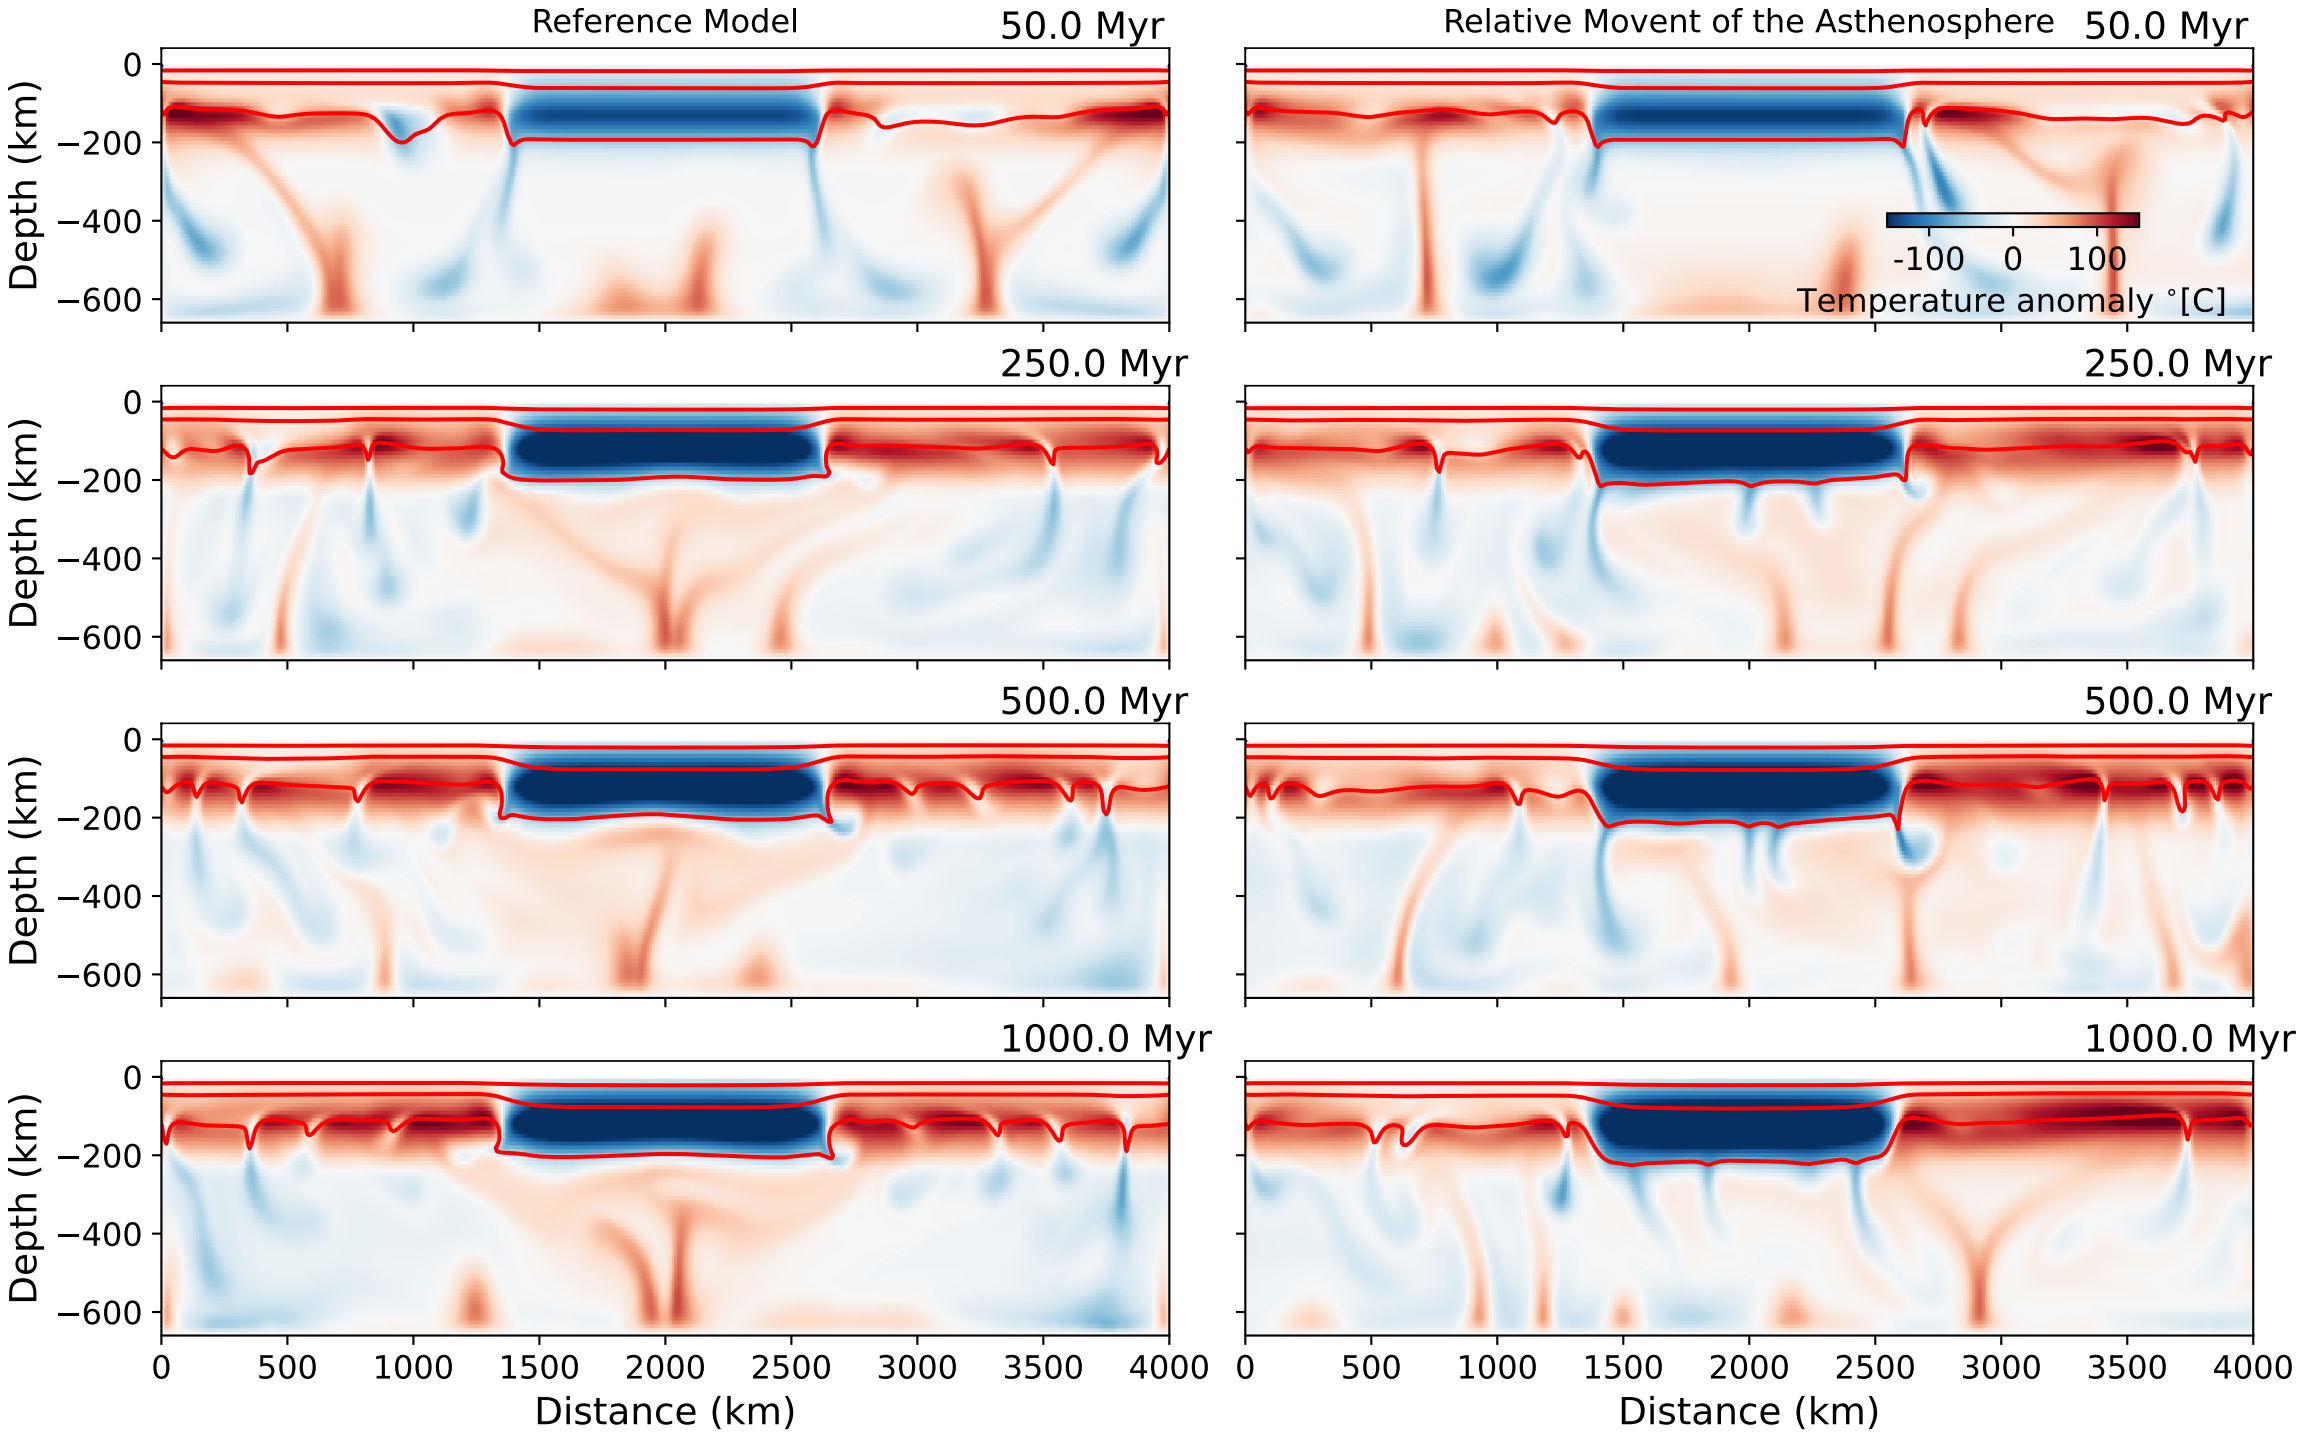 Reference Model
50.0 Myr
Relative Movent of the Asthenosphere
50.0 Myr
Depth (km)
0
−200
−400
−600
-100 0 100
Temperature anomaly °[C]
250.0 Myr
250.0 Myr
Depth (km)
0
−200
−400
−600
500.0 Myr
500.0 Myr
Depth (km)
0
−200
−400
−600
1000.0 Myr
1000.0 Myr
Depth (km)
0
−200
−400
−600
0 500 1000 1500 2000 2500 3000 3500 4000
0 500 1000 1500 2000 2500 3000 3500 4000
Distance (km)
Distance (km)